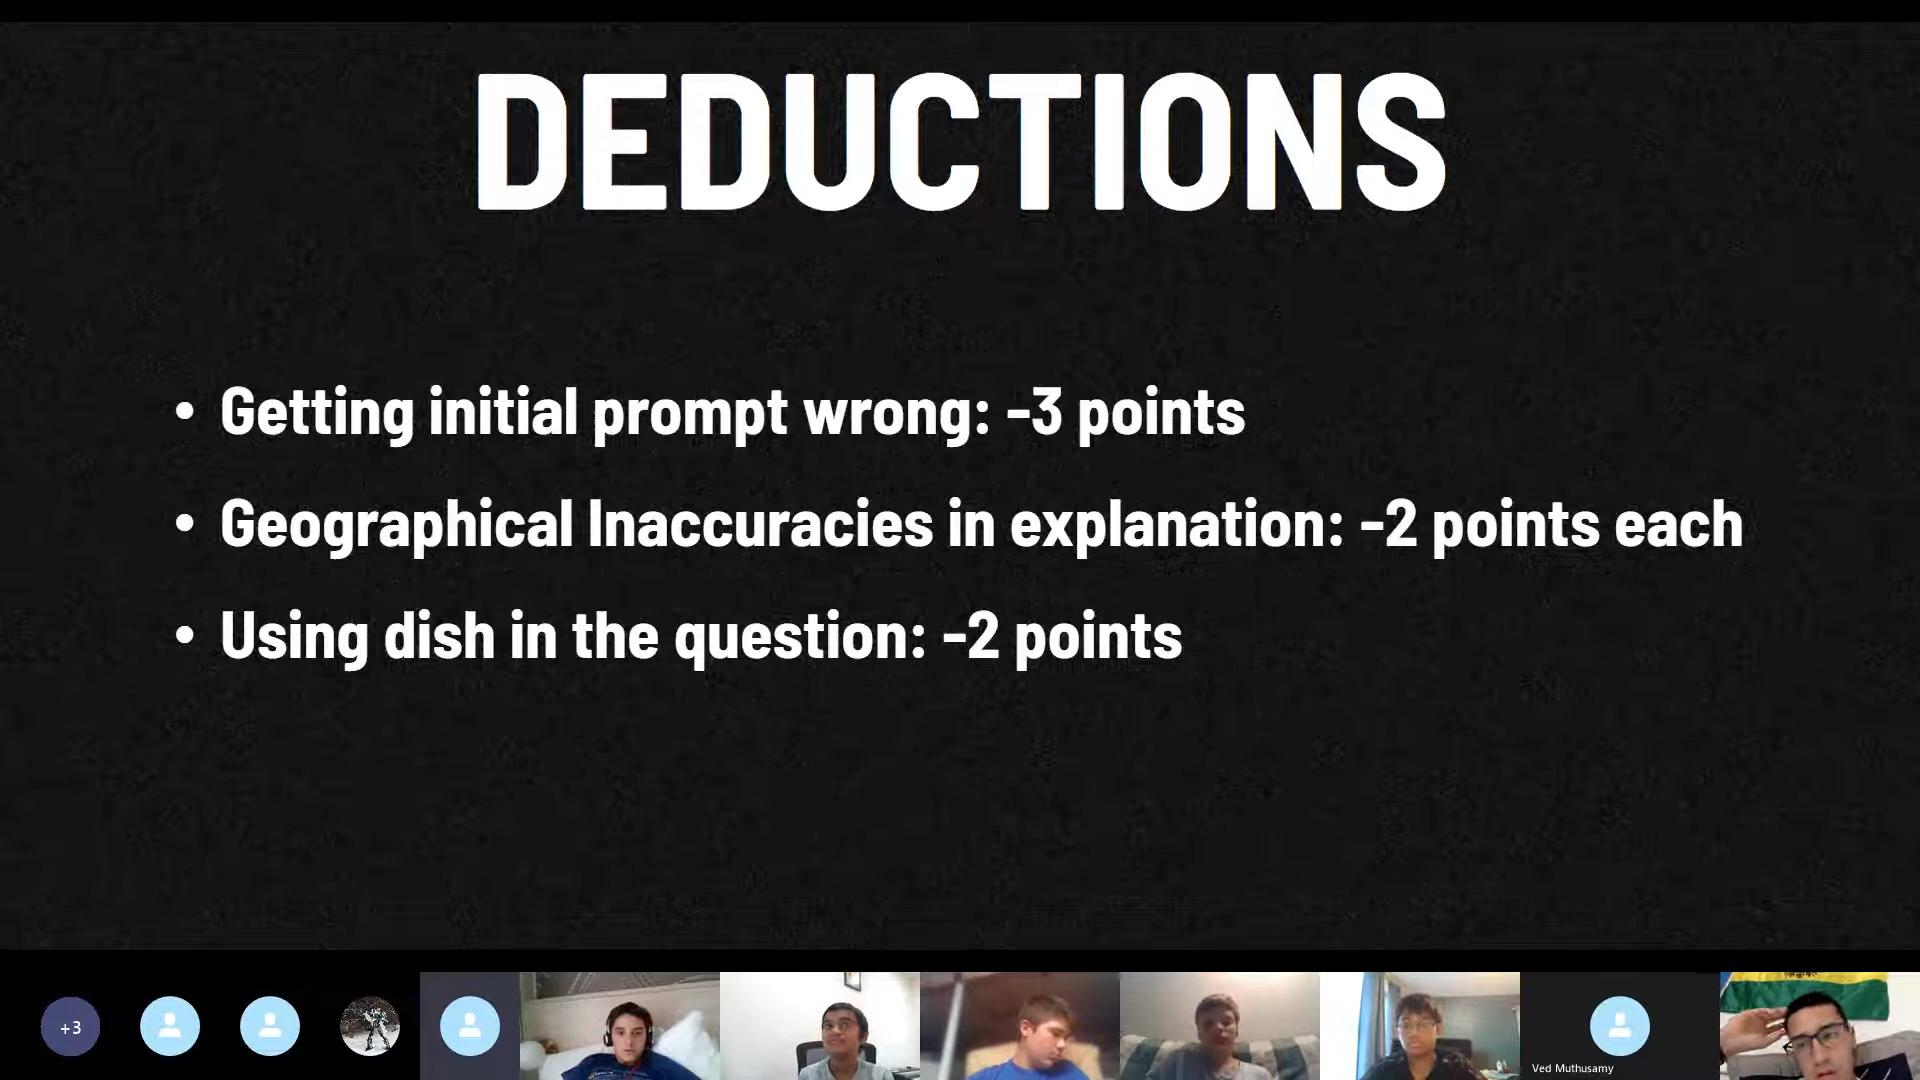 DEDUCTIONS
• Getting initial prompt wrong: -3 points
• Geographical Inaccuracies in explanation: -2 points each
• Using dish in the question: -2 points
+3
Ved Muthusamy